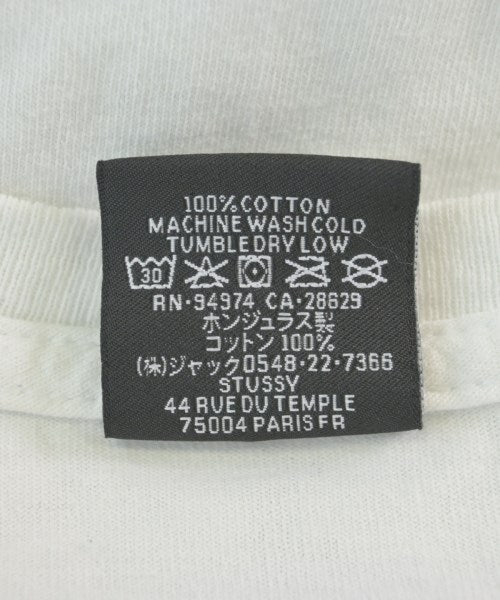 100% COTTON
MACHINE WASH COLD
TUMBLE DRY LOW
30
RN·94974 CA·28629
ホンジュラス製
コットン 100%
(株)ジャック0548·22·7366
STUSSY
44 RUE DU TEMPLE
75004 PARIS FR